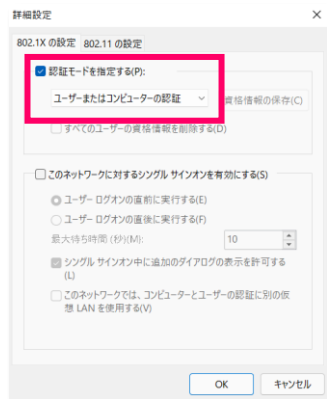 詳細設定
802.1X の設定 802.11 の設定
認証モードを指定する(P):
ユーザーまたはコンピューターの認証
資格情報の保存(C)
すべてのユーザーの資格情報を削除する(D)
このネットワークに対するシングル サインオンを有効にする(S)
ユーザー ログオンの直前に実行する(E)
ユーザー ログオンの直後に実行する(F)
最大待ち時間 (秒)(M): 10
シングル サインオン中に追加のダイアログの表示を許可する
(L)
このネットワークでは、コンピューターとユーザーの認証に別の仮
想 LAN を使用する(V)
OK キャンセル